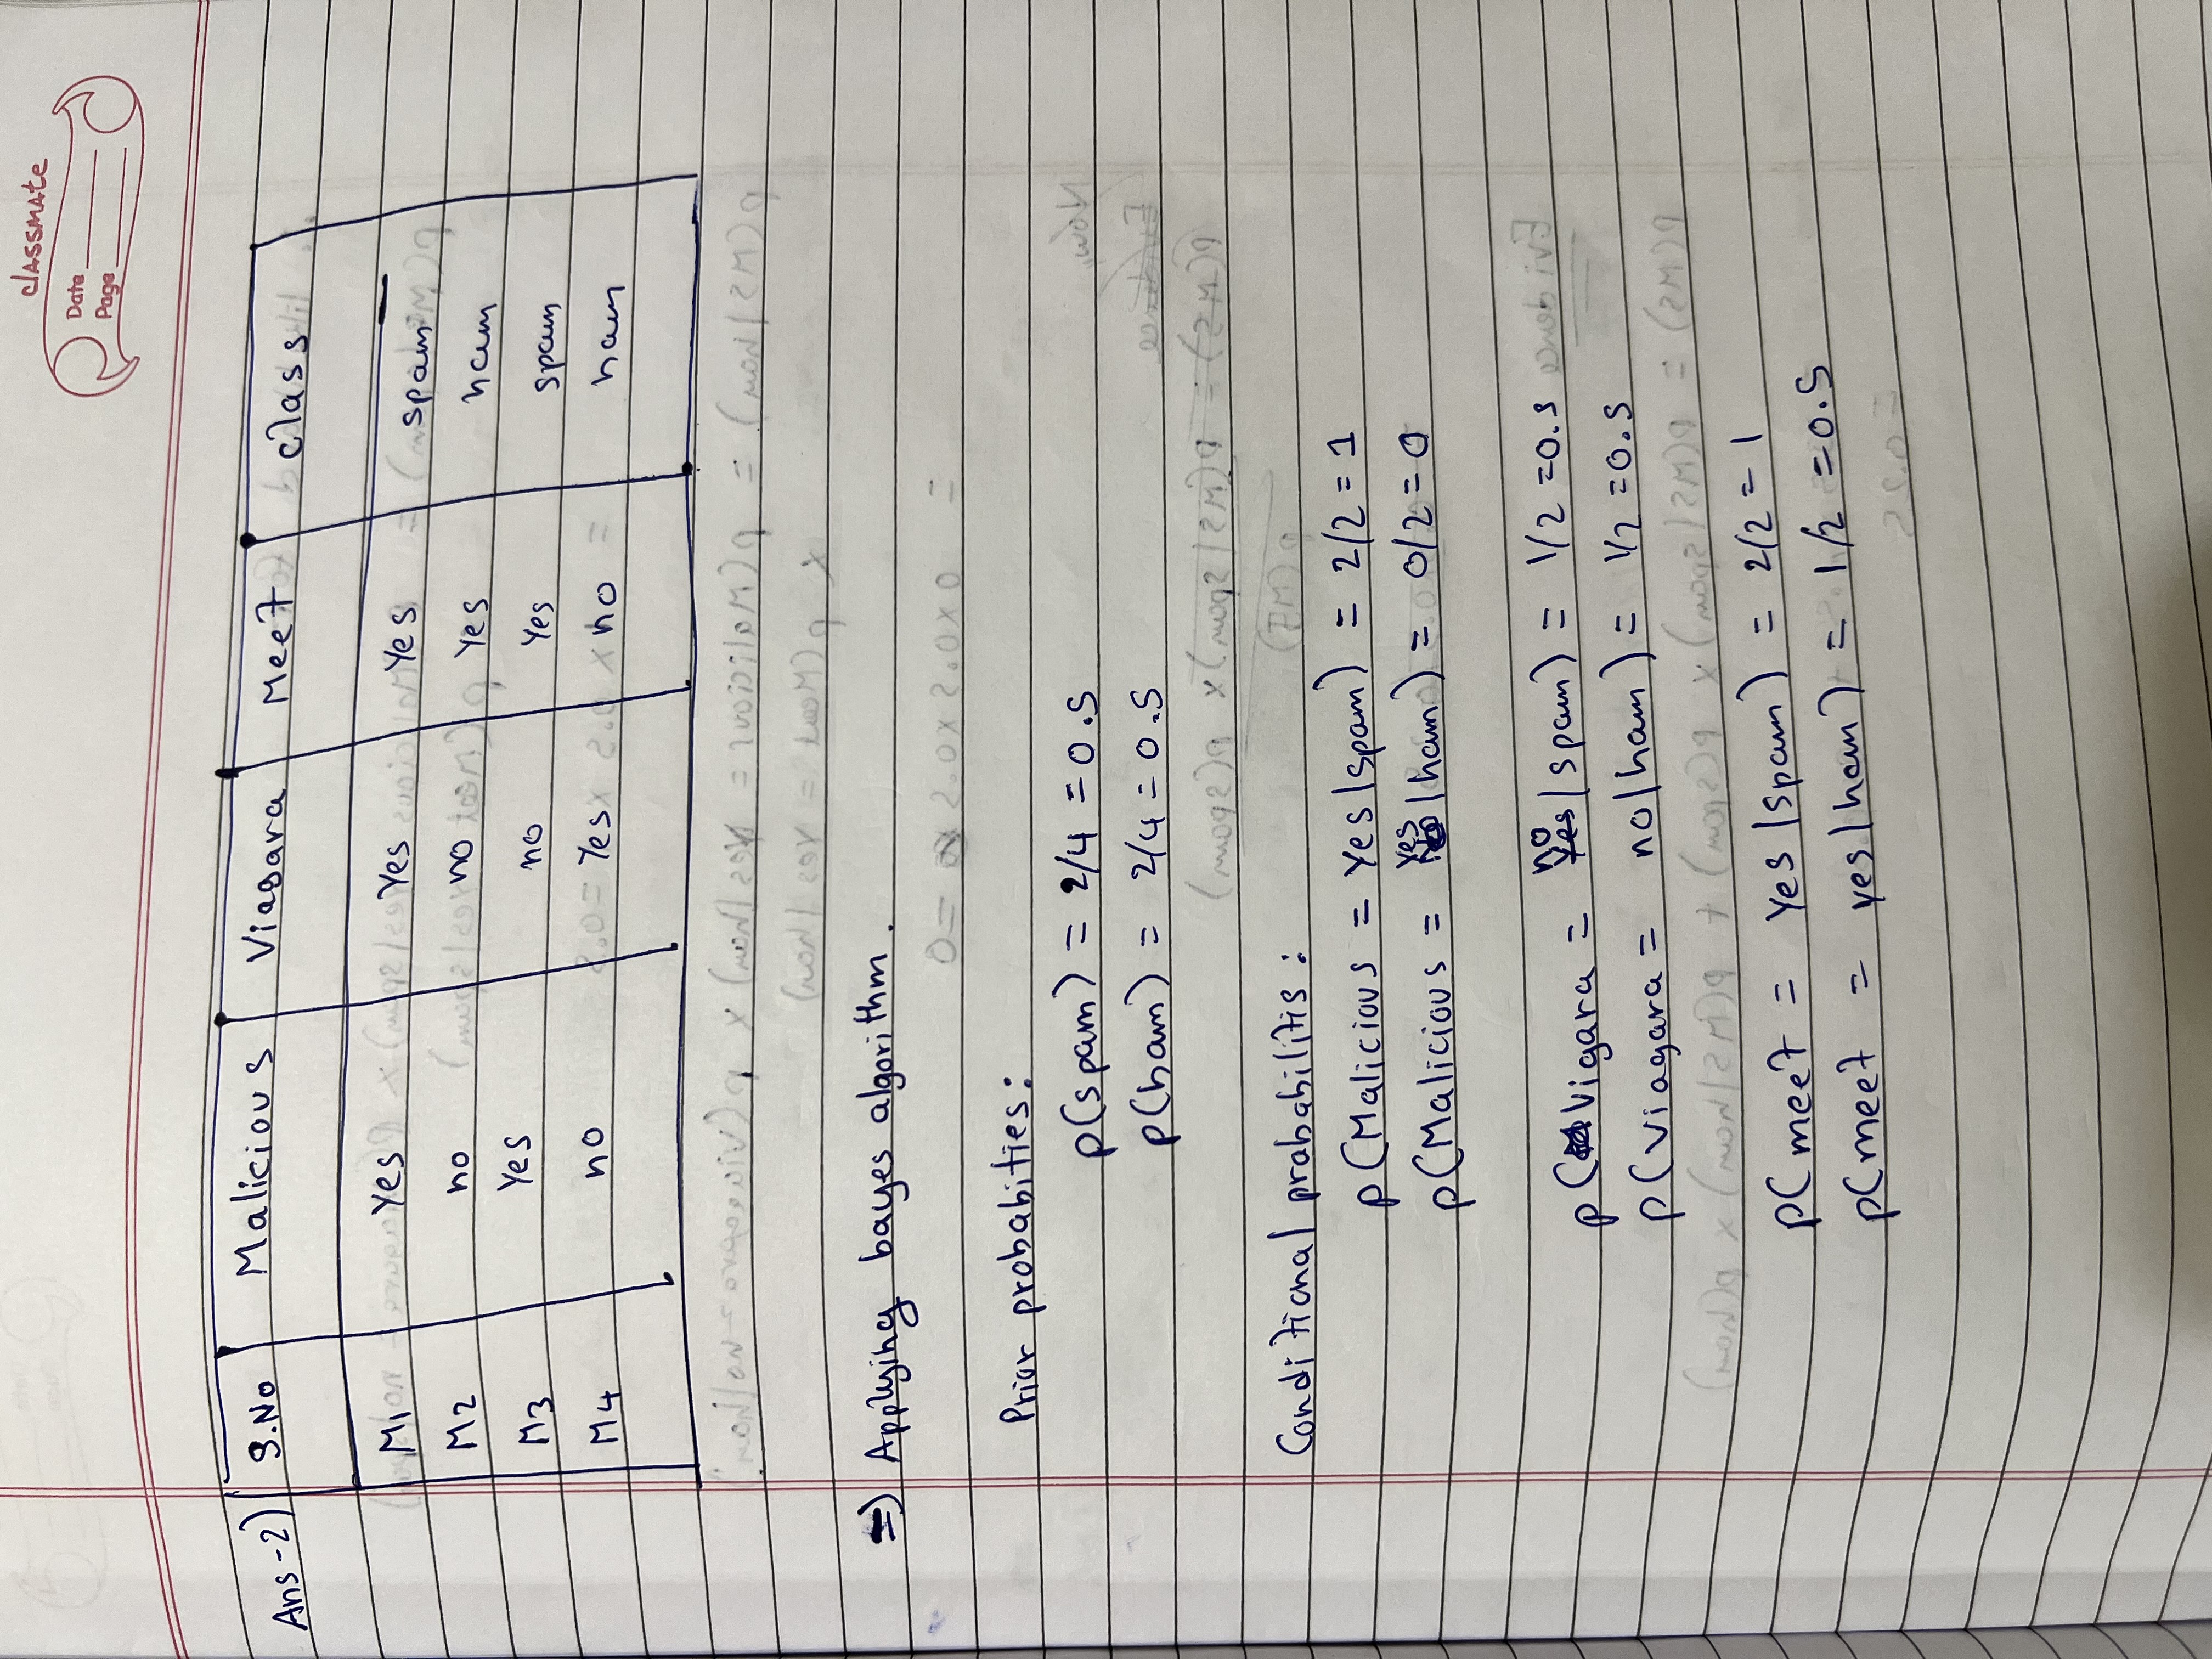 classmate
Date
Page
Ans-2)
S.No Malicious Viagara Meet class
M1 Yes Yes Yes spam
M2 no no Yes ham
M3 Yes no Yes spam
M4 no Yes no ham
=) Applying bayes algorithm.
Prior probabities:
p(spam) = 2/4 = 0.5
p(ham) = 2/4 = 0.5
Conditional probabilitis:
p(Malicious = Yes|spam) = 2/2 = 1
p(Malicious = yes|ham) = 0/2 = 0
p(Vigara = no|spam) = 1/2 = 0.5
p(Viagara = no|ham) = 1/2 = 0.5
p(meet = Yes|spam) = 2/2 = 1
p(meet = yes|ham) = 1/2 = 0.5